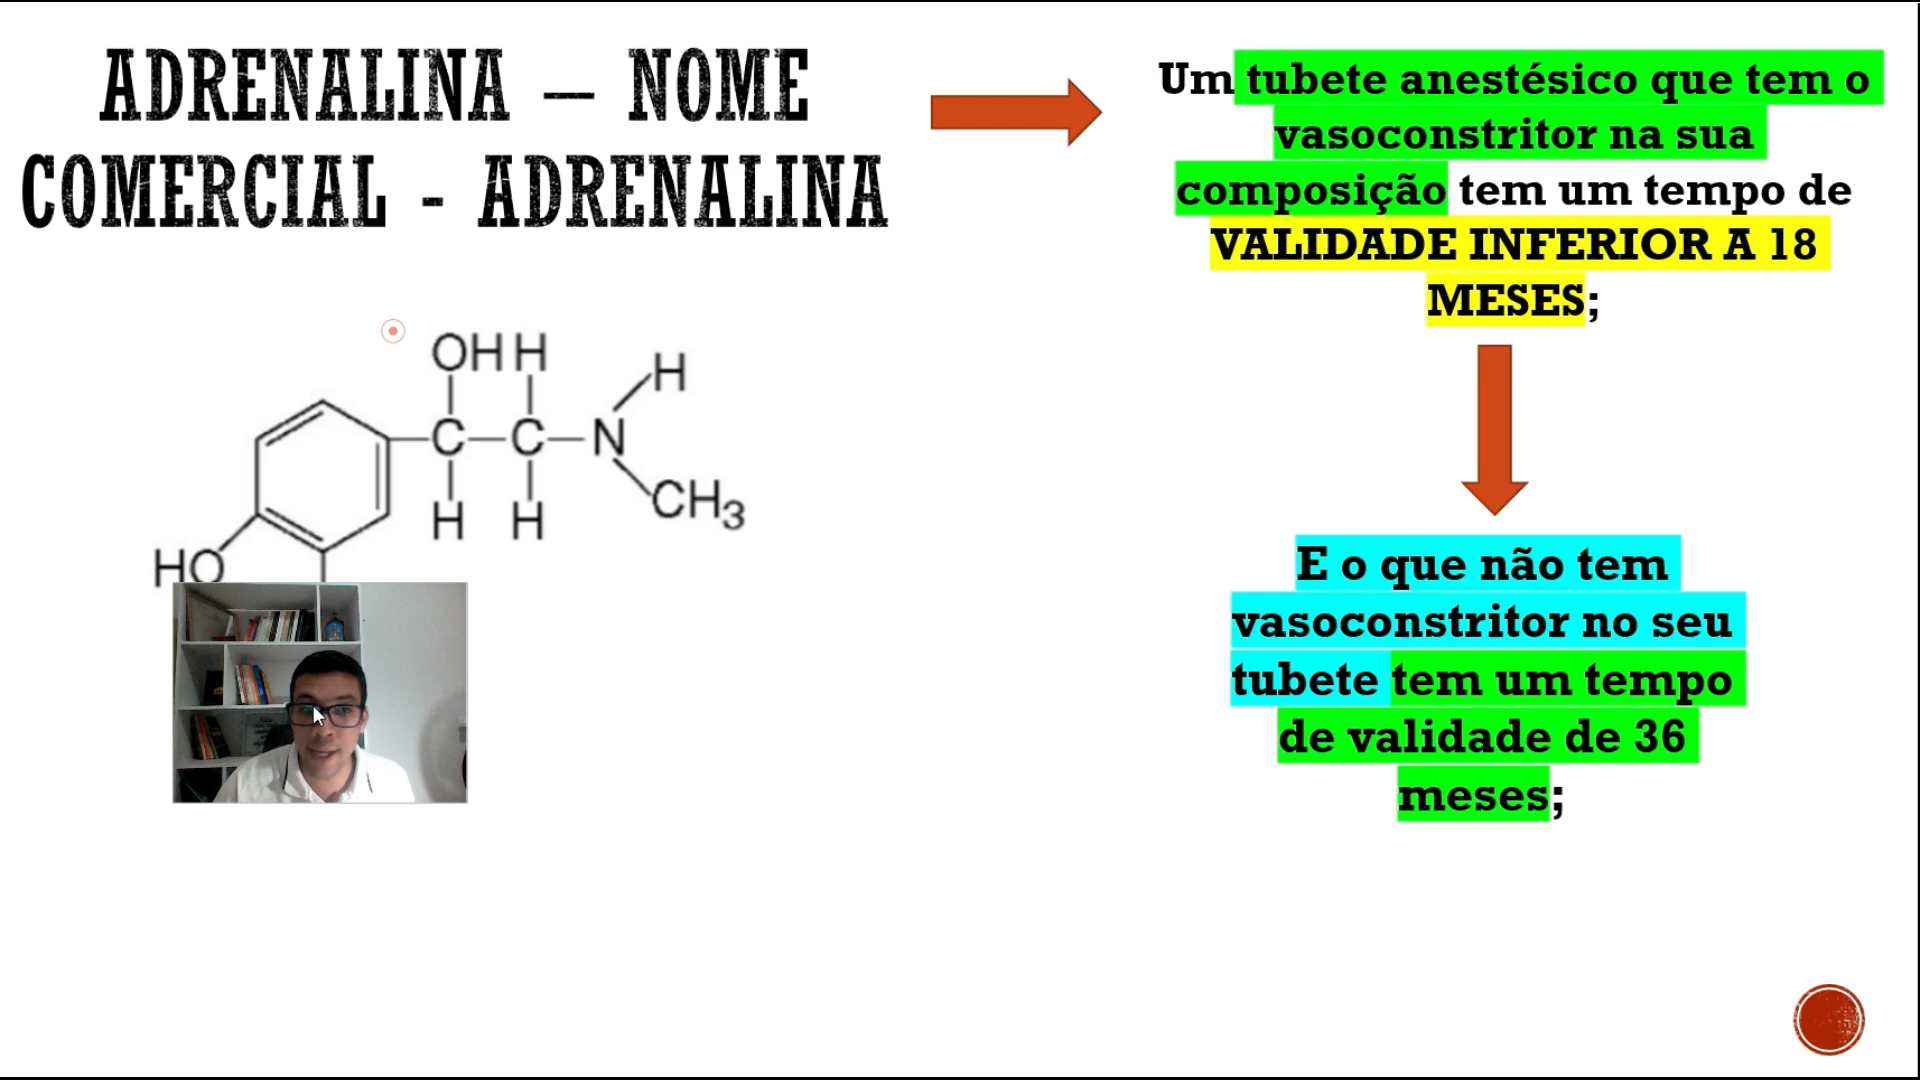 ADRENALINA – NOME
COMERCIAL - ADRENALINA
Um tubete anestésico que tem o
vasoconstritor na sua
composição tem um tempo de
VALIDADE INFERIOR A 18
MESES;
E o que não tem
vasoconstritor no seu
tubete tem um tempo
de validade de 36
meses;
OH H
H
C C N
H H
CH3
HO